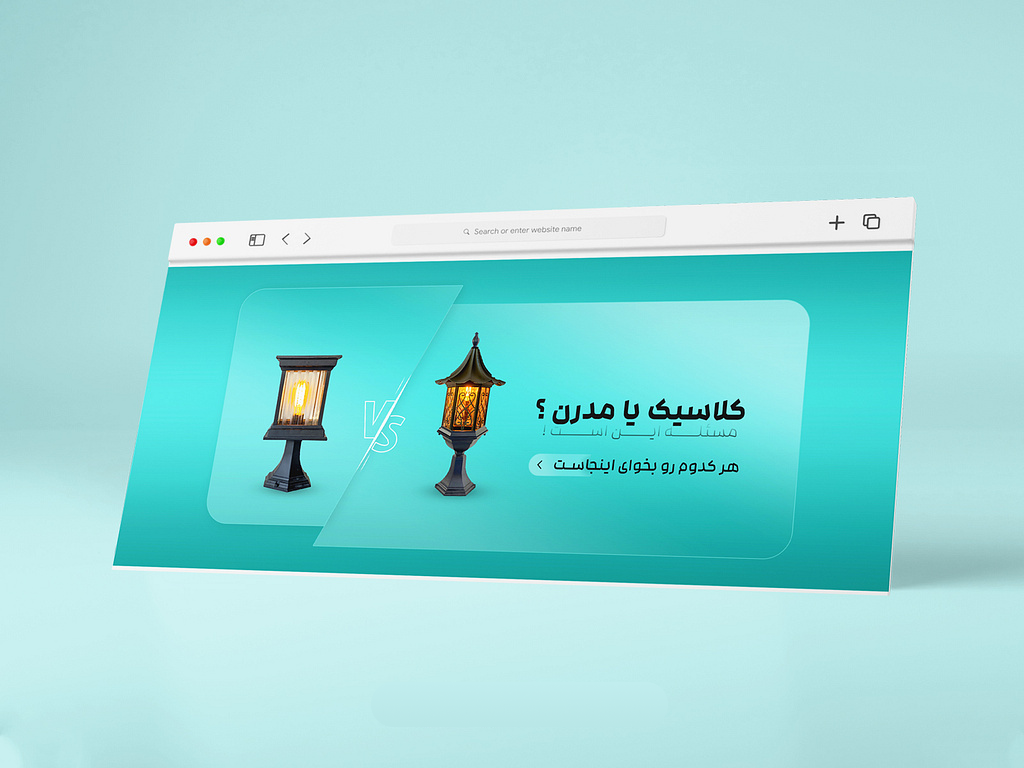 Search or enter website name
VS
کلاسیک یا مدرن ؟
مسئله این است !
هر کدوم رو بخوای اینجاست